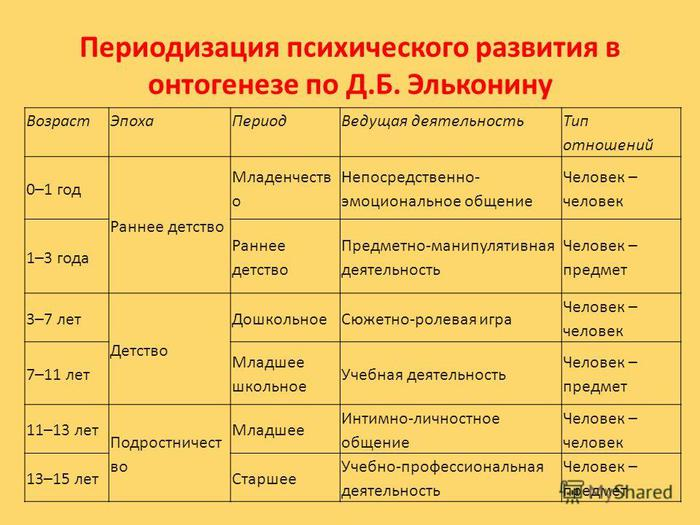 Периодизация психического развития в
онтогенезе по Д.Б. Эльконину
Возраст Эпоха Период Ведущая деятельность Тип
отношений
0–1 год Раннее детство Младенчеств
о Непосредственно-
эмоциональное общение Человек –
человек
1–3 года Раннее
детство Предметно-манипулятивная
деятельность Человек –
предмет
3–7 лет Детство Дошкольное Сюжетно-ролевая игра Человек –
человек
7–11 лет Младшее
школьное Учебная деятельность Человек –
предмет
11–13 лет Подростничест
во Младшее Интимно-личностное
общение Человек –
человек
13–15 лет Старшее Учебно-профессиональная
деятельность Человек –
предмет
MyShared